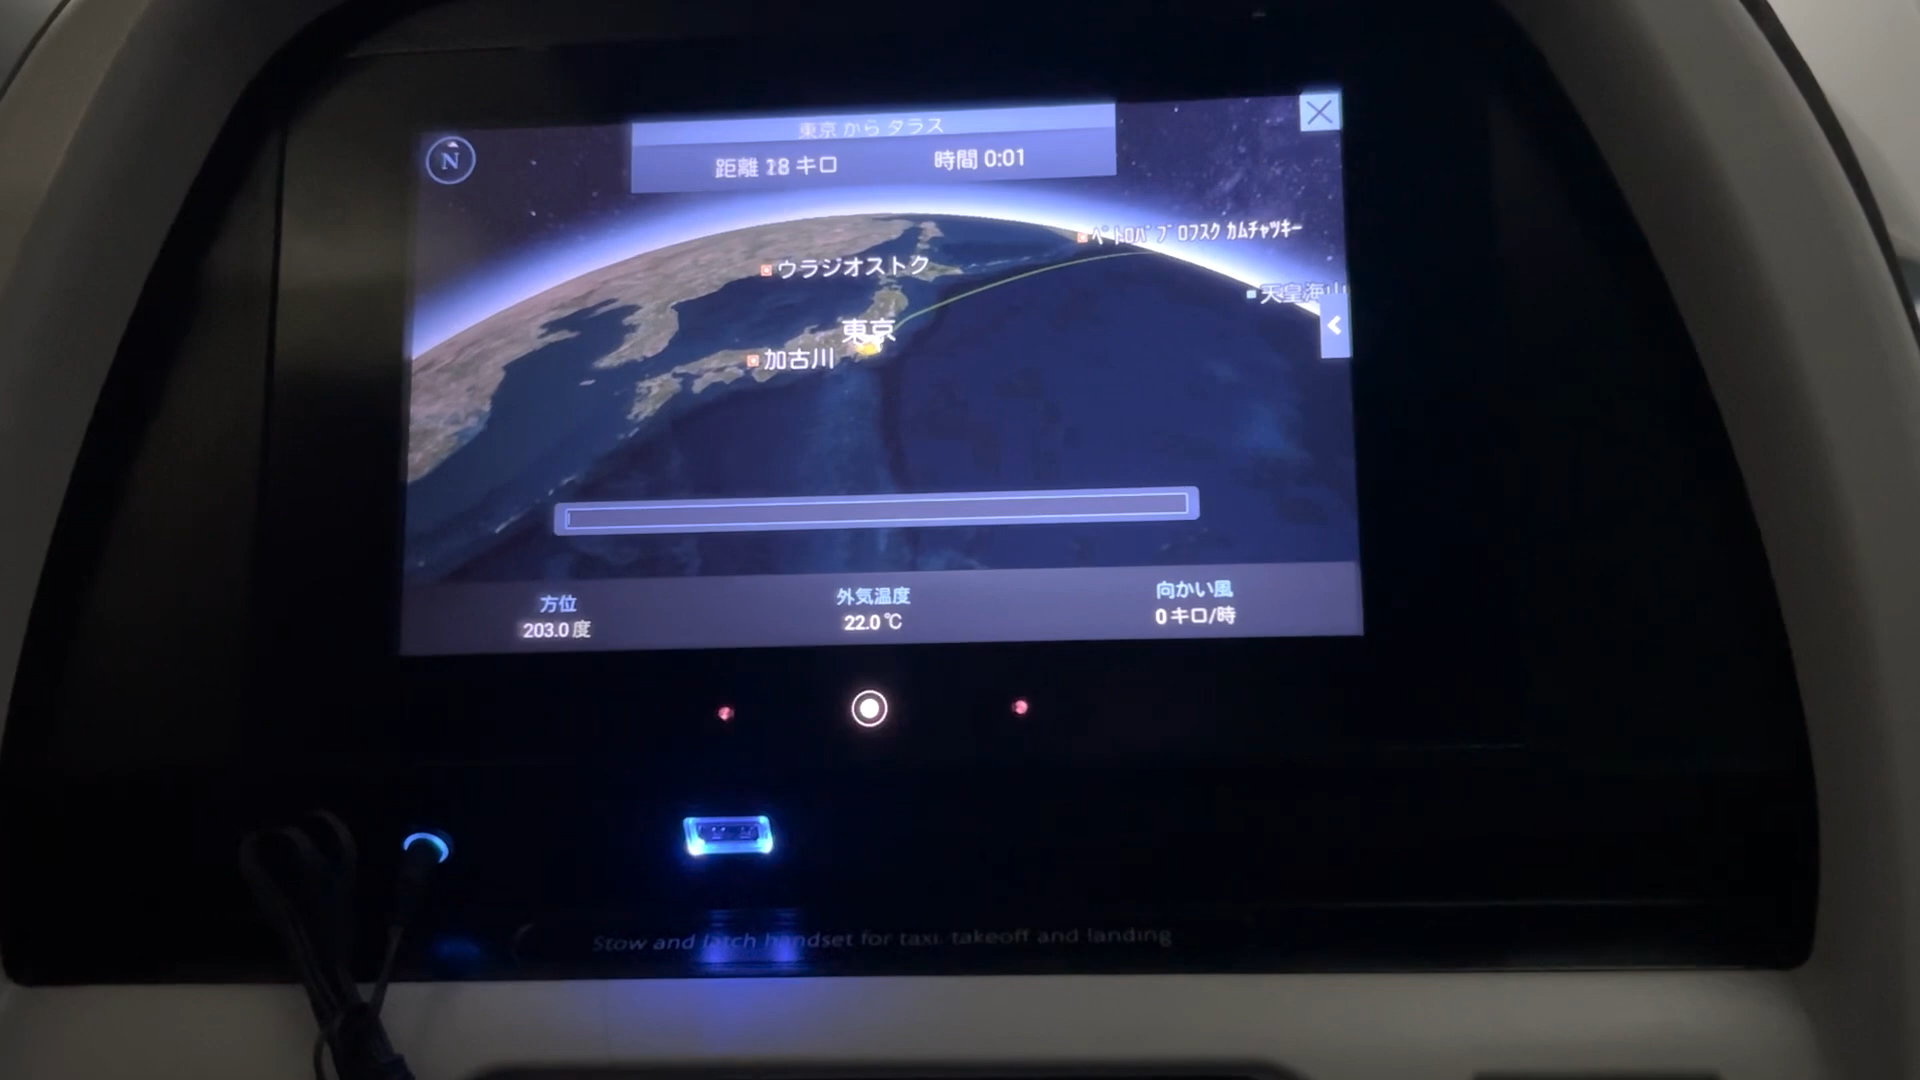 東京 から タラス
距離 18 キロ 時間 0:01
N
ペトロパブロフスク カムチャツキー
ウラジオストク
天皇海山
東京
加古川
方位 外気温度 向かい風
203.0 度 22.0 ℃ 0 キロ/時
Stow and latch handset for taxi, takeoff and landing